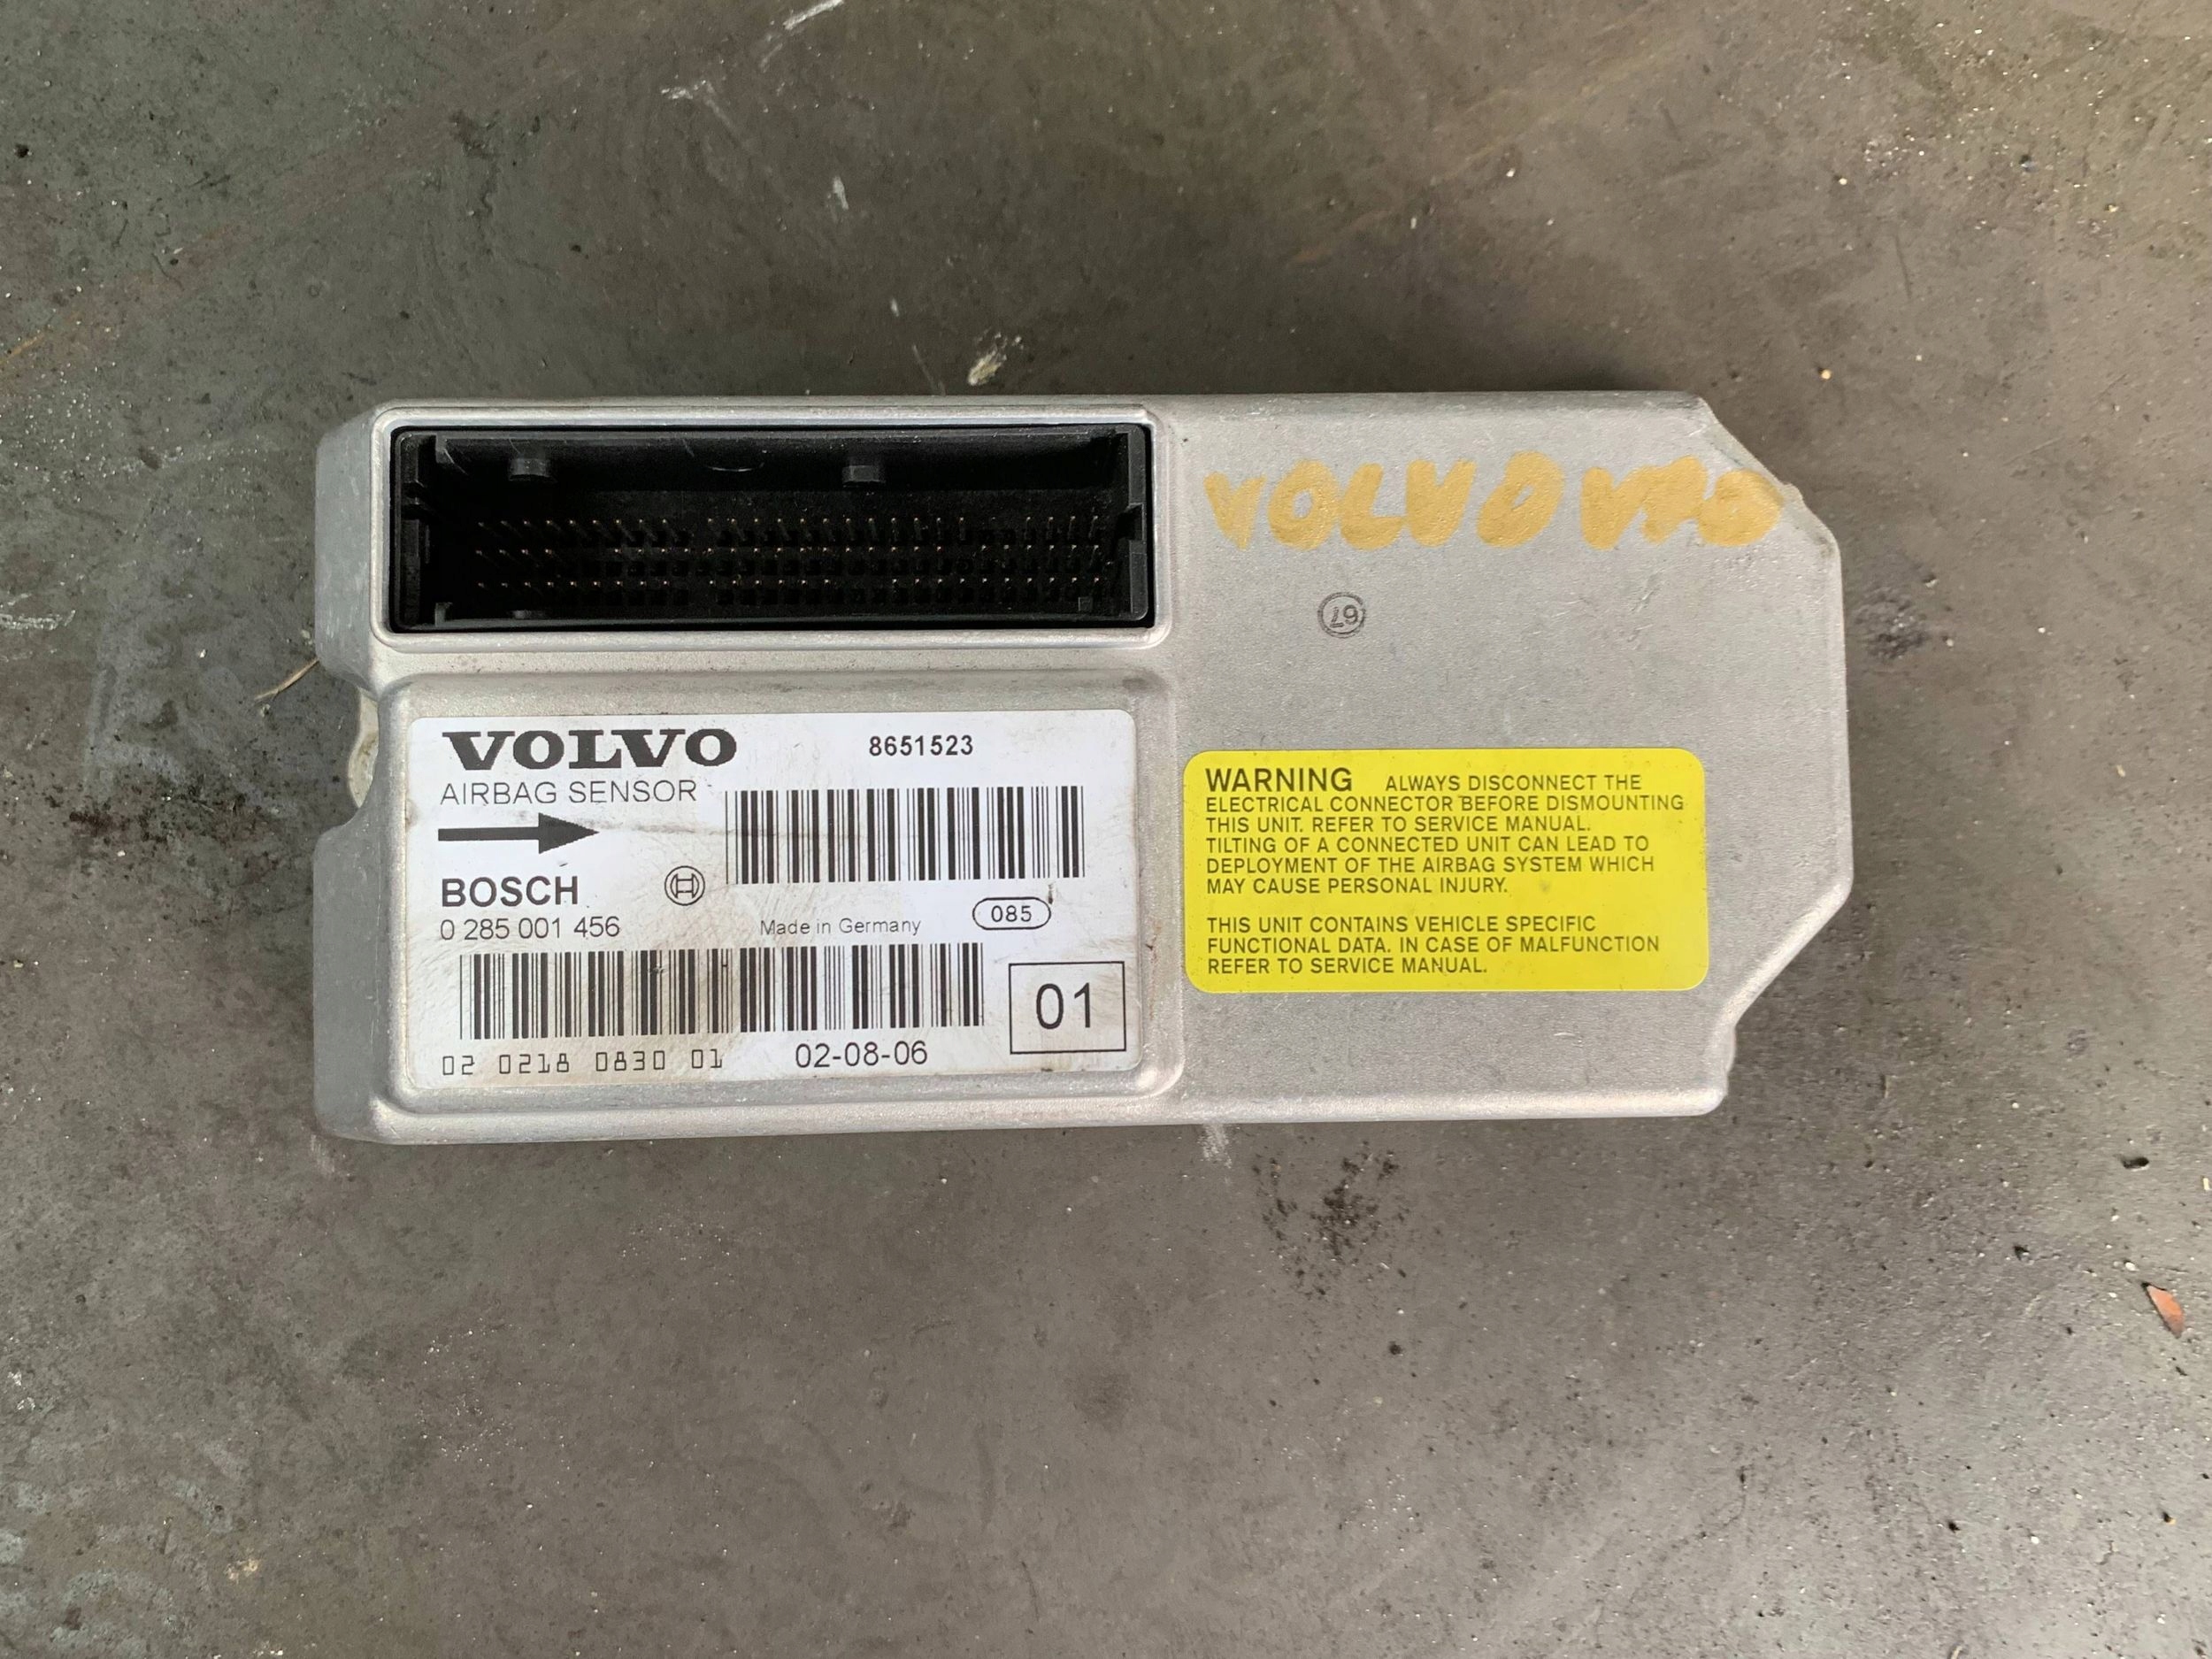 VOLVO V70
67
VOLVO 8651523
AIRBAG SENSOR
BOSCH
0 285 001 456
Made in Germany 085
01
02 0218 0830 01 02-08-06
WARNING ALWAYS DISCONNECT THE
ELECTRICAL CONNECTOR BEFORE DISMOUNTING
THIS UNIT. REFER TO SERVICE MANUAL.
TILTING OF A CONNECTED UNIT CAN LEAD TO
DEPLOYMENT OF THE AIRBAG SYSTEM WHICH
MAY CAUSE PERSONAL INJURY.
THIS UNIT CONTAINS VEHICLE SPECIFIC
FUNCTIONAL DATA. IN CASE OF MALFUNCTION
REFER TO SERVICE MANUAL.